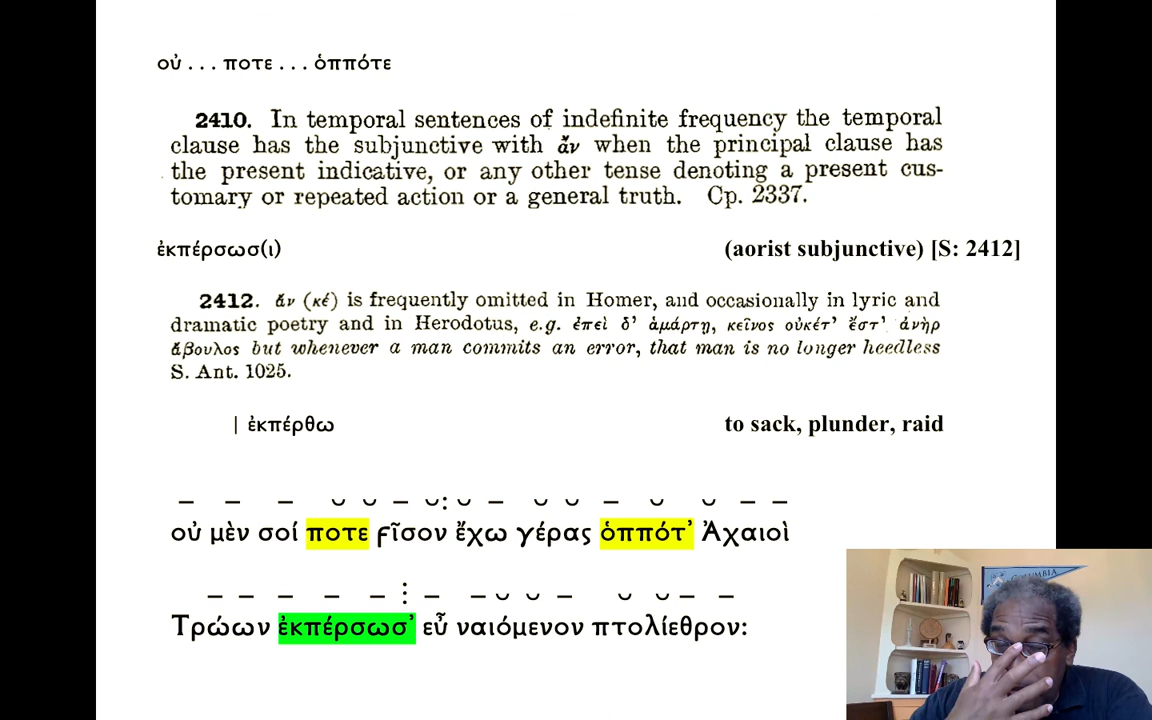 οὐ . . . ποτε . . . ὁππότε
2410. In temporal sentences of indefinite frequency the temporal
clause has the subjunctive with ἄν when the principal clause has
the present indicative, or any other tense denoting a present cus-
tomary or repeated action or a general truth. Cp. 2337.
ἐκπέρσωσ(ι) (aorist subjunctive) [S: 2412]
2412. ἄν (κέ) is frequently omitted in Homer, and occasionally in lyric and
dramatic poetry and in Herodotus, e.g. ἐπεὶ δ' ἁμάρτῃ, κεῖνος οὐκέτ' ἔστ' ἀνὴρ
ἄβουλος but whenever a man commits an error, that man is no longer heedless
S. Ant. 1025.
| ἐκπέρθω to sack, plunder, raid
– – – ⏑ ⏑ – ⏑:⏑ – ⏑ ⏑ – ⏑ ⏑ – –
οὐ μὲν σοί ποτε ϝῖσον ἔχω γέρας ὁππότ' Ἀχαιοὶ
– – – – – ⋮ – –⏑ ⏑ – ⏑ ⏑ – –
Τρώων ἐκπέρσωσ' εὖ ναιόμενον πτολίεθρον:
COLUMBIA